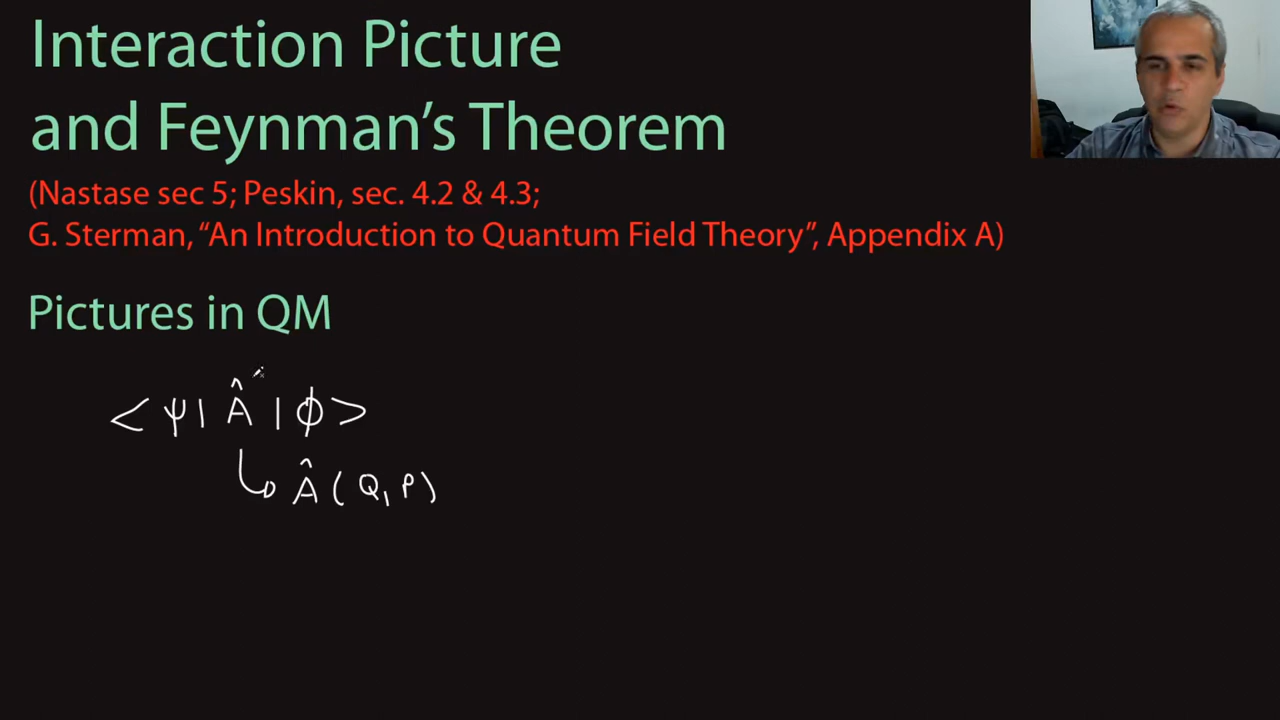 Interaction Picture
and Feynman’s Theorem
(Nastase sec 5; Peskin, sec. 4.2 & 4.3;
G. Sterman, “An Introduction to Quantum Field Theory”, Appendix A)
Pictures in QM
<ψ| Â |ϕ>
↳ Â(Q, P)